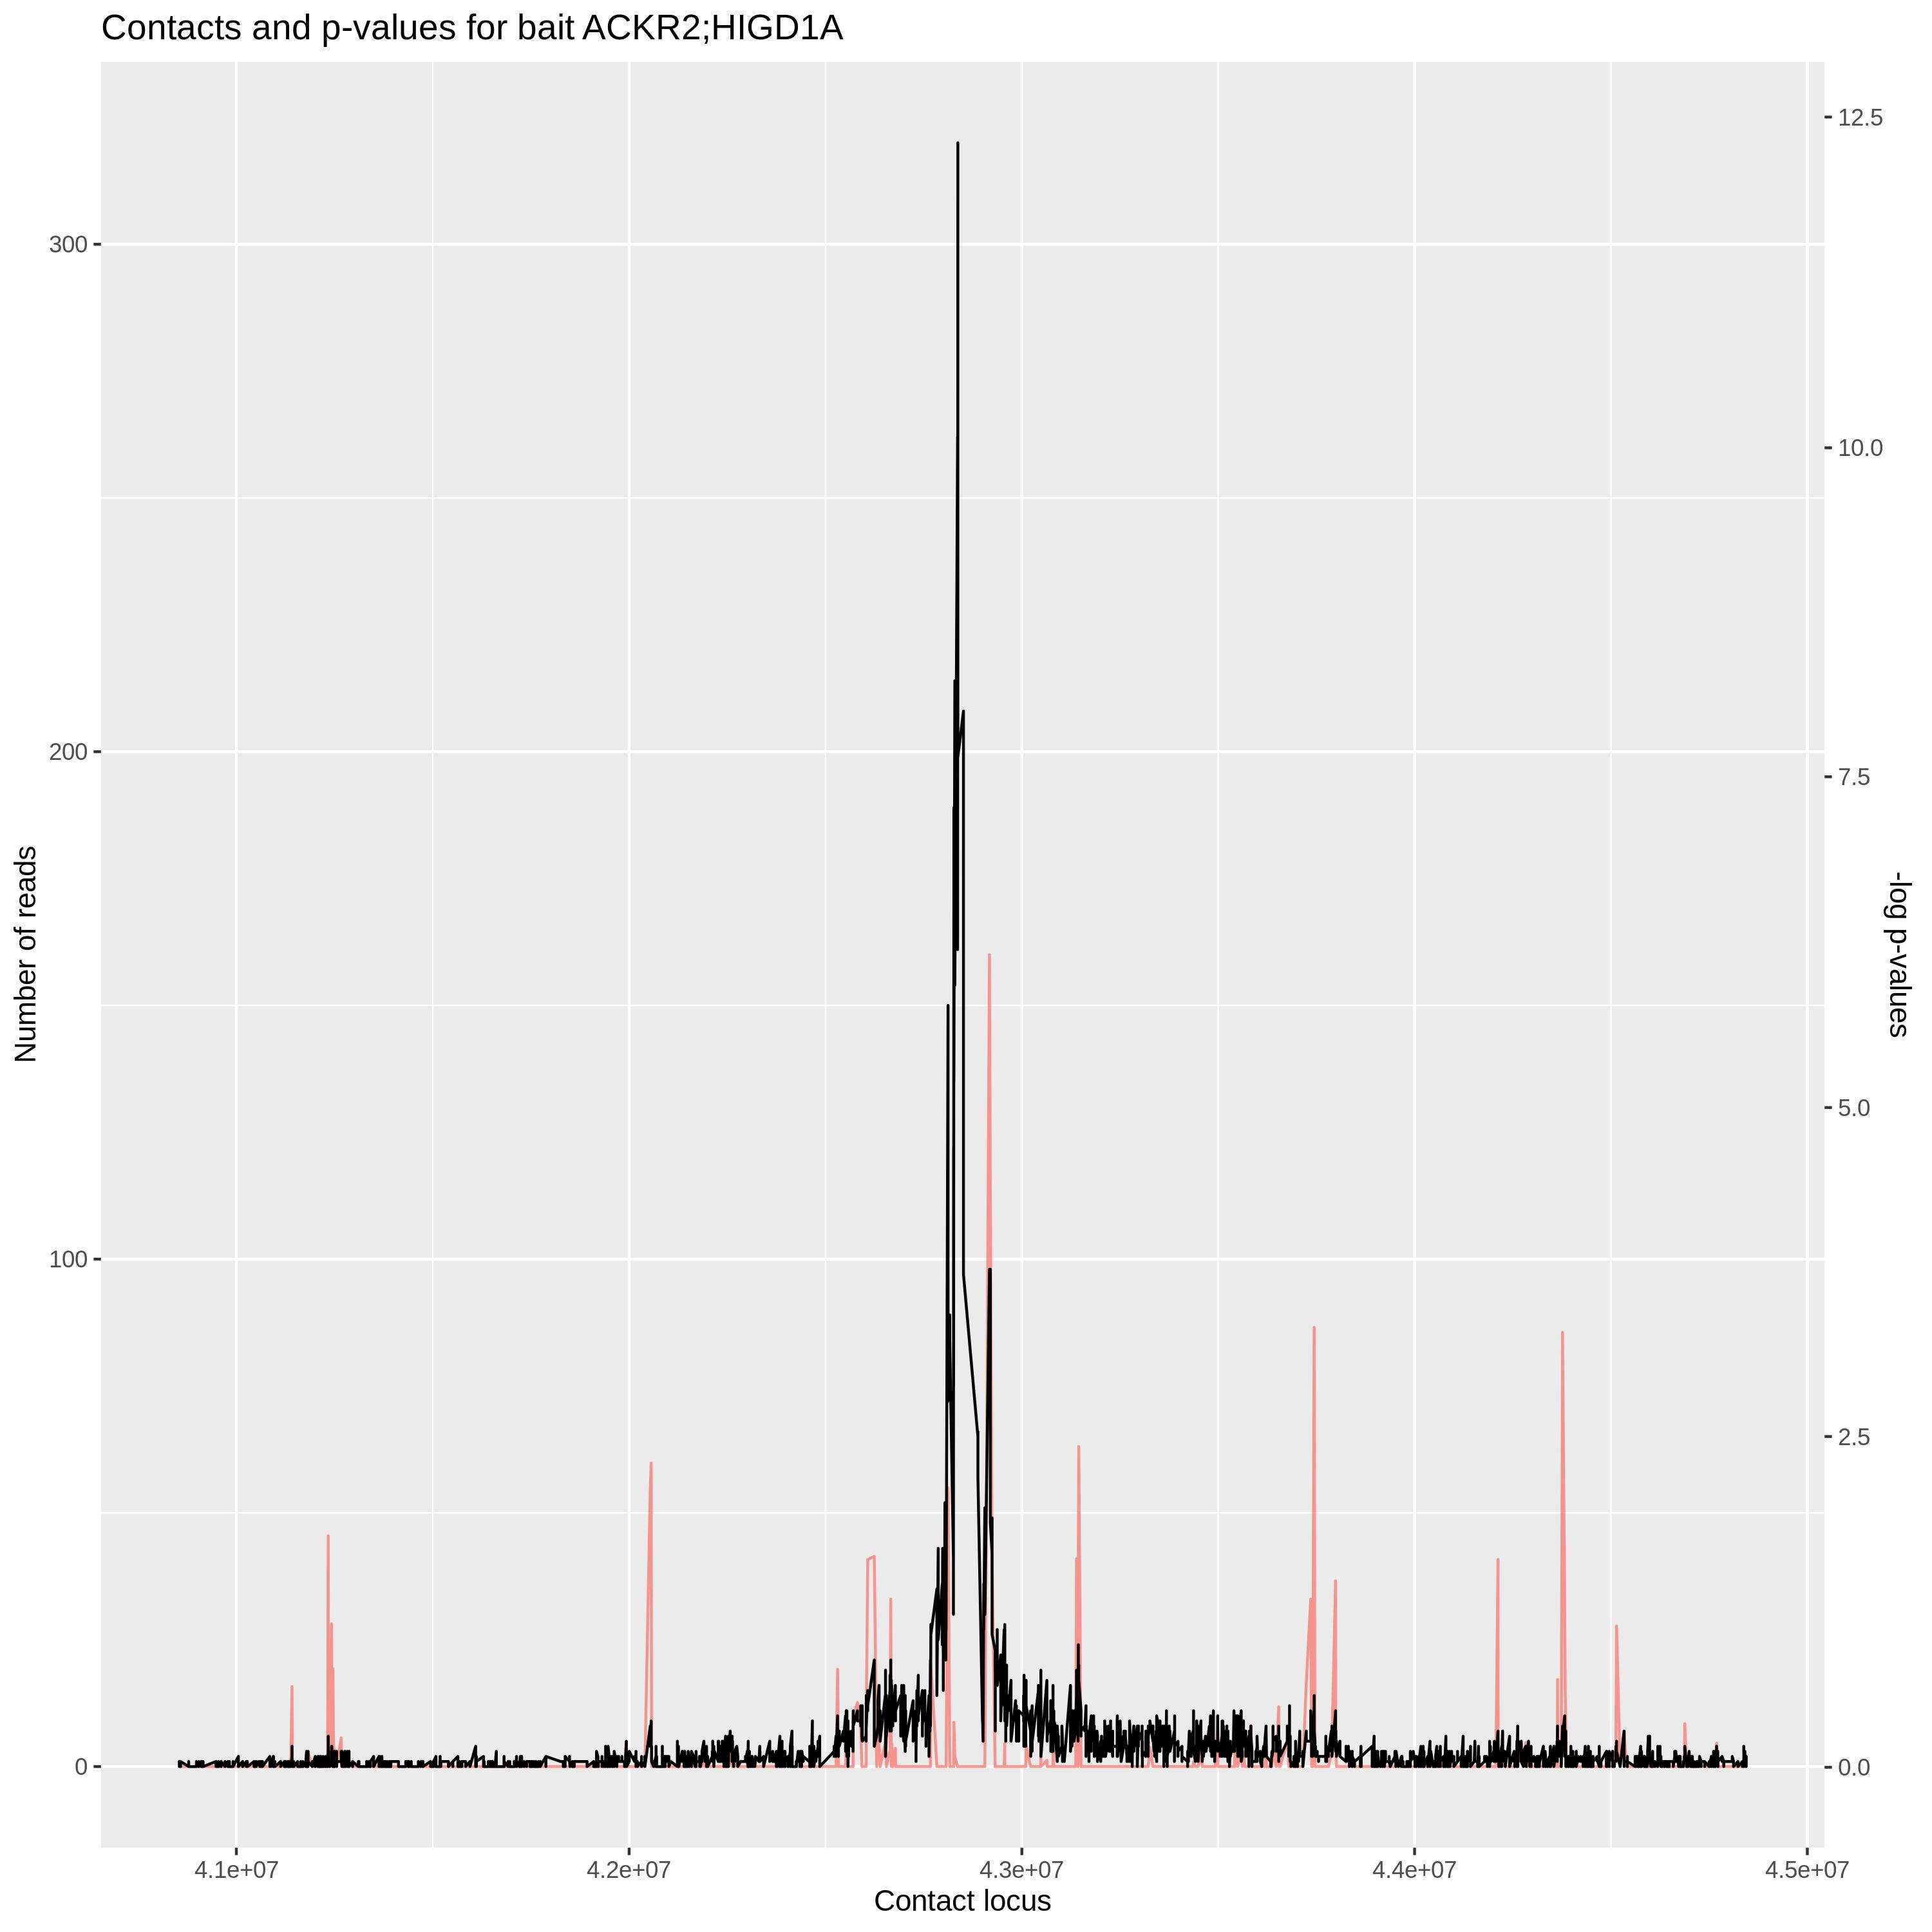 Contacts and p-values for bait ACKR2;HIGD1A
Number of reads
300
200
100
0
12.5
10.0
7.5
5.0
2.5
0.0
-log p-values
4.1e+07
4.2e+07
4.3e+07
4.4e+07
4.5e+07
Contact locus